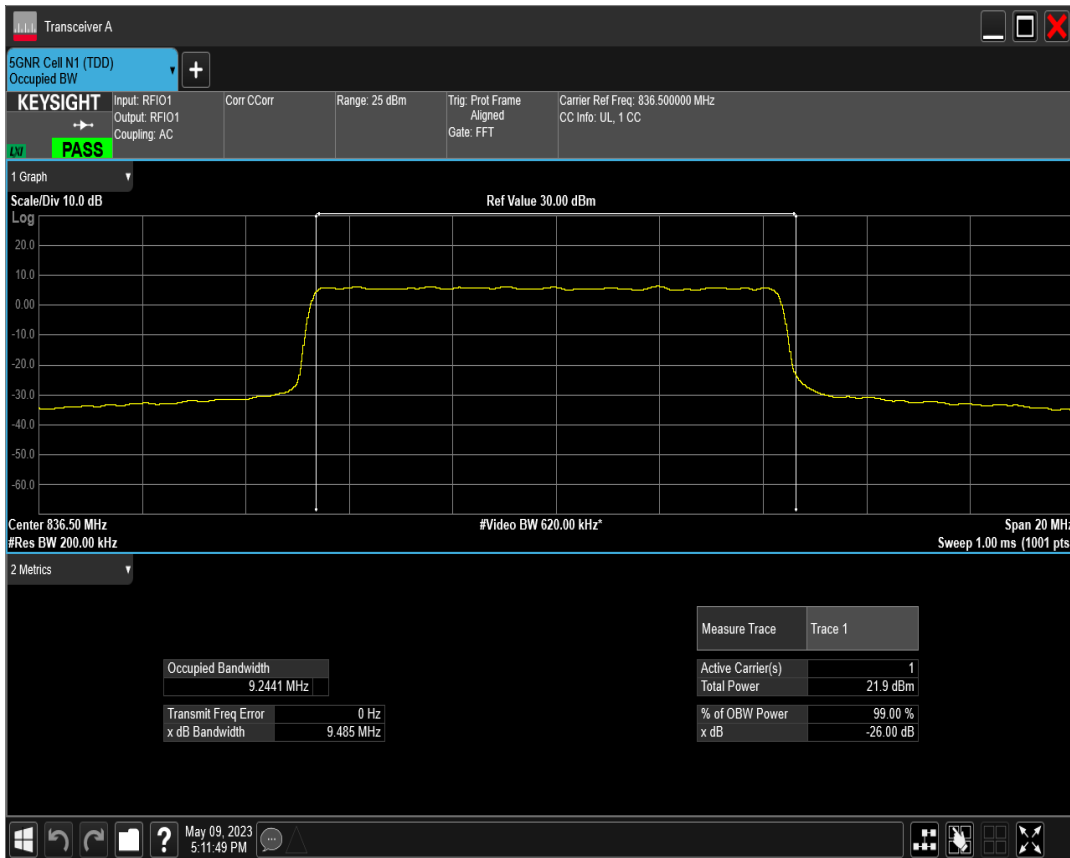 Transceiver A
5GNR Cell N1 (TDD)
Occupied BW
+
KEYSIGHT
LXI
PASS
Input: RFIO1
Output: RFIO1
Coupling: AC
Corr CCorr
Range: 25 dBm
Trig: Prot Frame
Aligned
Gate: FFT
Carrier Ref Freq: 836.500000 MHz
CC Info: UL, 1 CC
1 Graph
Scale/Div 10.0 dB
Ref Value 30.00 dBm
Log
20.0
10.0
0.00
-10.0
-20.0
-30.0
-40.0
-50.0
-60.0
Center 836.50 MHz
#Video BW 620.00 kHz*
Span 20 MHz
#Res BW 200.00 kHz
Sweep 1.00 ms (1001 pts
2 Metrics
Measure Trace Trace 1
Occupied Bandwidth
9.2441 MHz
Active Carrier(s) 1
Total Power 21.9 dBm
Transmit Freq Error 0 Hz
x dB Bandwidth 9.485 MHz
% of OBW Power 99.00 %
x dB -26.00 dB
?
May 09, 2023
5:11:49 PM